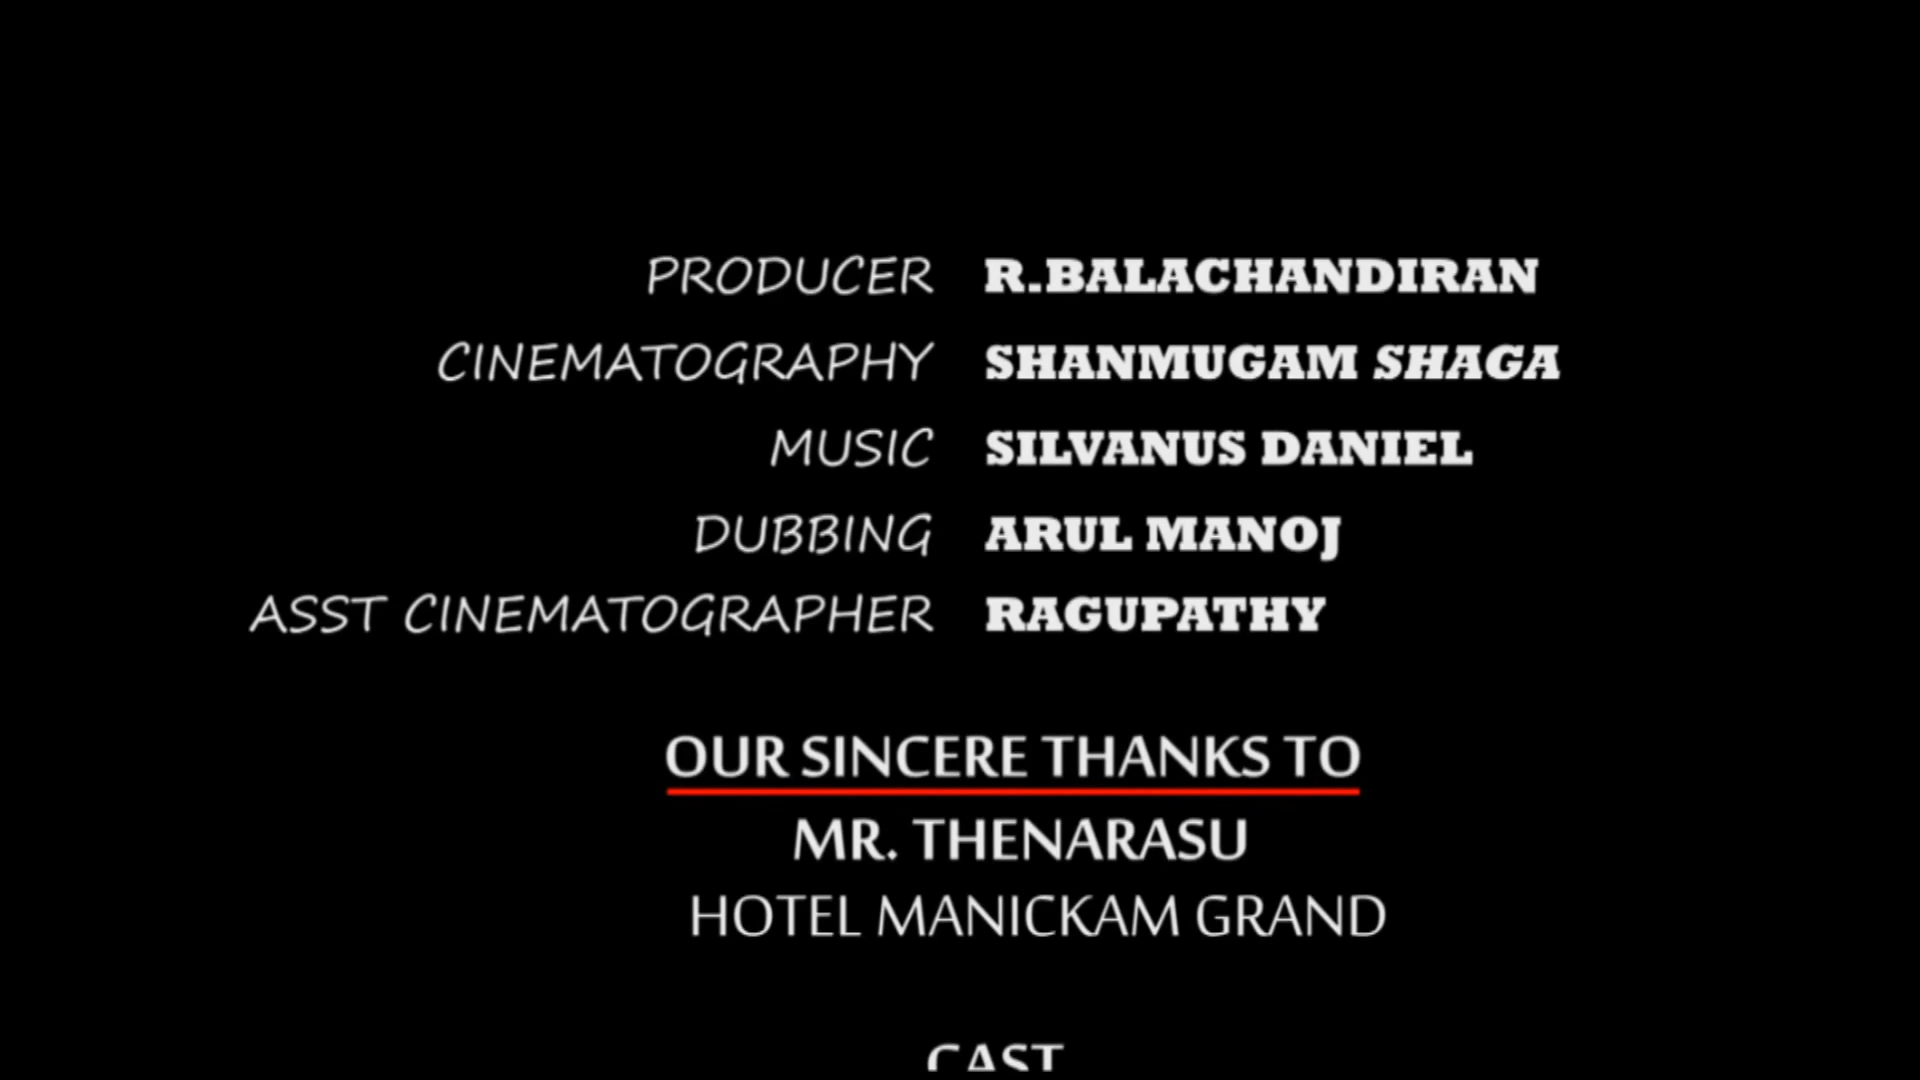 PRODUCER R.BALACHANDIRAN
CINEMATOGRAPHY SHANMUGAM SHAGA
MUSIC SILVANUS DANIEL
DUBBING ARUL MANOJ
ASST CINEMATOGRAPHER RAGUPATHY
OUR SINCERE THANKS TO
MR. THENARASU
HOTEL MANICKAM GRAND
CAST